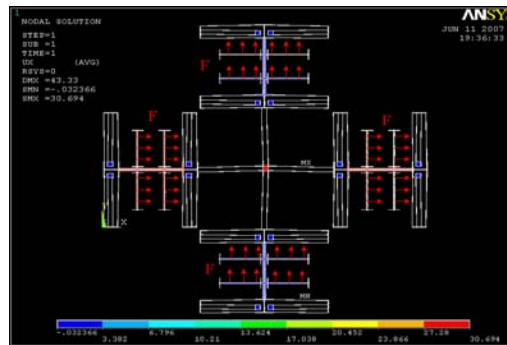 1
NODAL SOLUTION
STEP=1
SUB =1
TIME=1
UX (AVG)
RSYS=0
DMX =43.33
SMN =-.032366
SMX =30.694
ANSYS
JUN 11 2007
19:36:33
F
F
F
MX
X
F
MN
-.032366 6.796 13.624 20.452 27.28
3.382 10.21 17.038 23.866 30.694